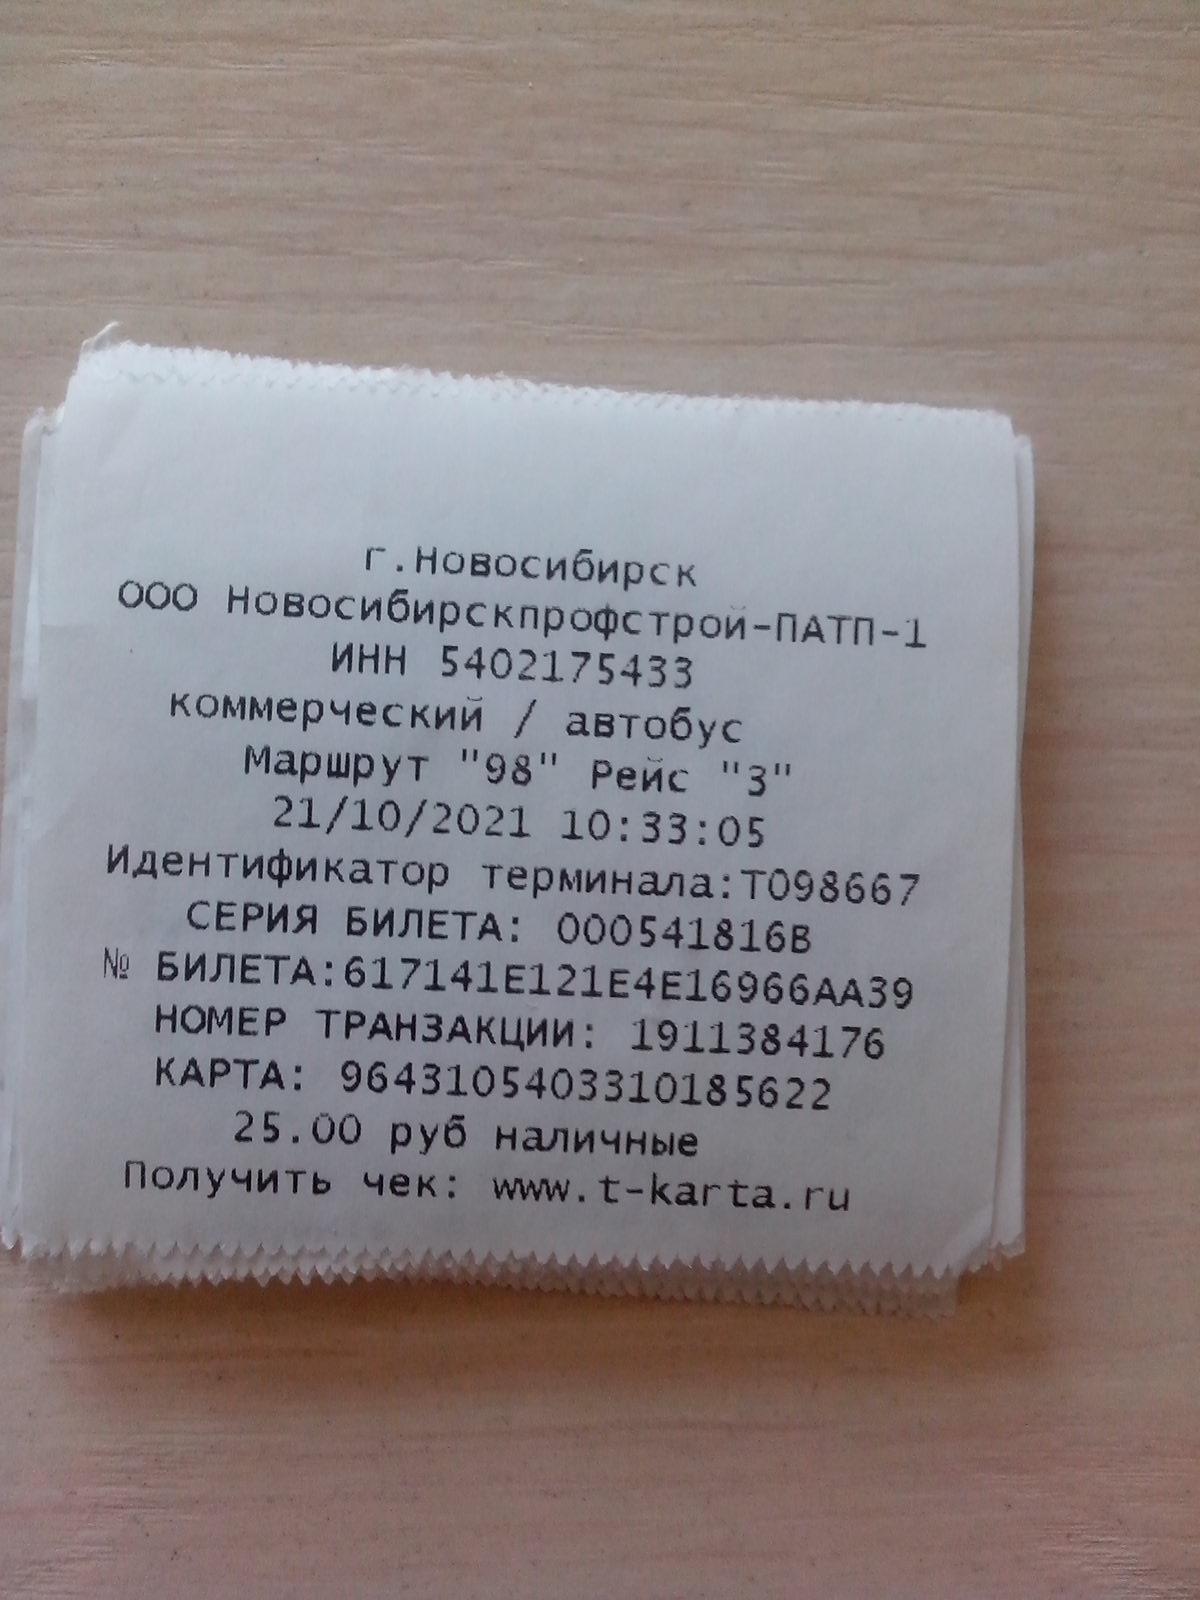 г.Новосибирск
ООО Новосибирскпрофстрой-ПАТП-1
ИНН 5402175433
коммерческий / автобус
Маршрут "98" Рейс "3"
21/10/2021 10:33:05
Идентификатор терминала:Т098667
СЕРИЯ БИЛЕТА: 000541816B
№ БИЛЕТА:617141E121E4E16966AA39
НОМЕР ТРАНЗАКЦИИ: 1911384176
КАРТА: 9643105403310185622
25.00 руб наличные
Получить чек: www.t-karta.ru